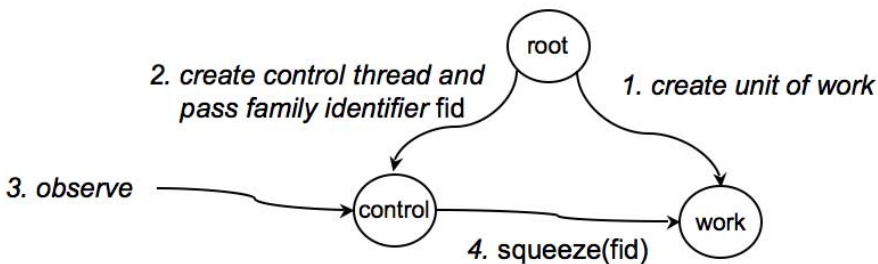 root
2. create control thread and
pass family identifier fid
1. create unit of work
3. observe
control
work
4. squeeze(fid)